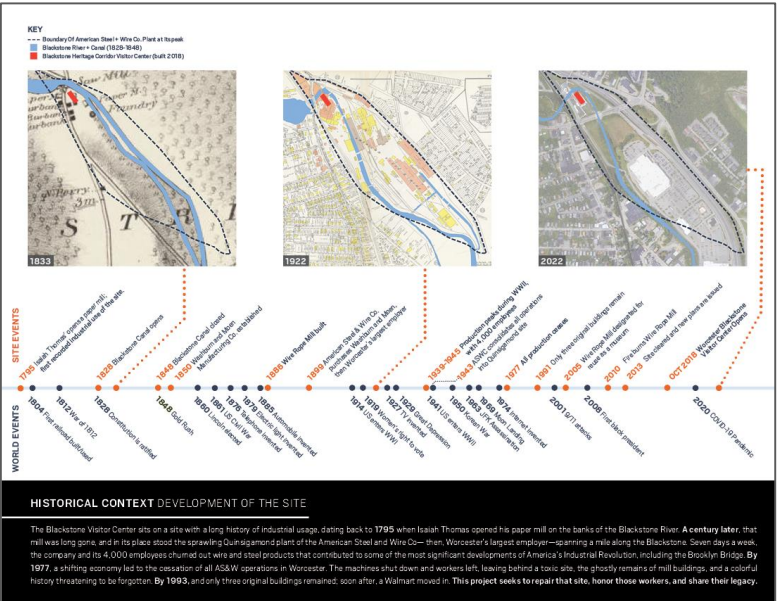 KEY
Boundary Of American Steel + Wire Co. Plant at its peak
Blackstone River + Canal (1828-1848)
Blackstone Heritage Corridor Visitor Center (built 2018)
Saw Mill
Paper M.
Foundry
S T R
1833
1922
2022
SITE EVENTS
1795 Isaiah Thomas' opens a paper mill;
first recorded industrial use of the site.
1828 Blackstone Canal opens
1848 Blackstone Canal closed
1850 Washburn and Moen
Manufacturing Co. established
1886 Wire Rope Mill built
1899 American Steel & Wire Co.
purchase Washburn and Moen,
then Worcester's largest employer
1939-1945 Production peaks during WWII,
with 4,000 employees
1943 ASWC consolidates all operations
into Quinsigamond site
1977 All production ceases
1991 Only three original buildings remain
2005 Wire Rope Mill designated for
reuse as a museum
2010 Fire burns Wire Rope Mill
2013 Site cleared and new plans are issued
OCT 2018 Worcester Blackstone
Visitor Center Opens
WORLD EVENTS
1804 First railroad built/used
1812 War of 1812
1828 Constitution is ratified
1848 Gold Rush
1860 Lincoln elected
1861 US Civil War
1876 Telephone invented
1879 Electric light invented
1885 Automobile invented
1914 US enters WWI
1919 Women's right to vote
1927 TV invented
1929 Great Depression
1941 US enters WWII
1950 Korean War
1963 JFK Assassination
1969 Moon Landing
1974 Internet invented
2001 9/11 attacks
2008 First black president
2020 COVID-19 Pandemic
HISTORICAL CONTEXT DEVELOPMENT OF THE SITE
The Blackstone Visitor Center sits on a site with a long history of industrial usage, dating back to 1795 when Isaiah Thomas opened his paper mill on the banks of the Blackstone River. A century later, that
mill was long gone, and in its place stood the sprawling Quinsigamond plant of the American Steel and Wire Co— then, Worcester's largest employer—spanning a mile along the Blackstone. Seven days a week,
the company and its 4,000 employees churned out wire and steel products that contributed to some of the most significant developments of America's Industrial Revolution, including the Brooklyn Bridge. By
1977, a shifting economy led to the cessation of all AS&W operations in Worcester. The machines shut down and workers left, leaving behind a toxic site, the ghostly remains of mill buildings, and a colorful
history threatening to be forgotten. By 1993, and only three original buildings remained; soon after, a Walmart moved in. This project seeks to repair that site, honor those workers, and share their legacy.